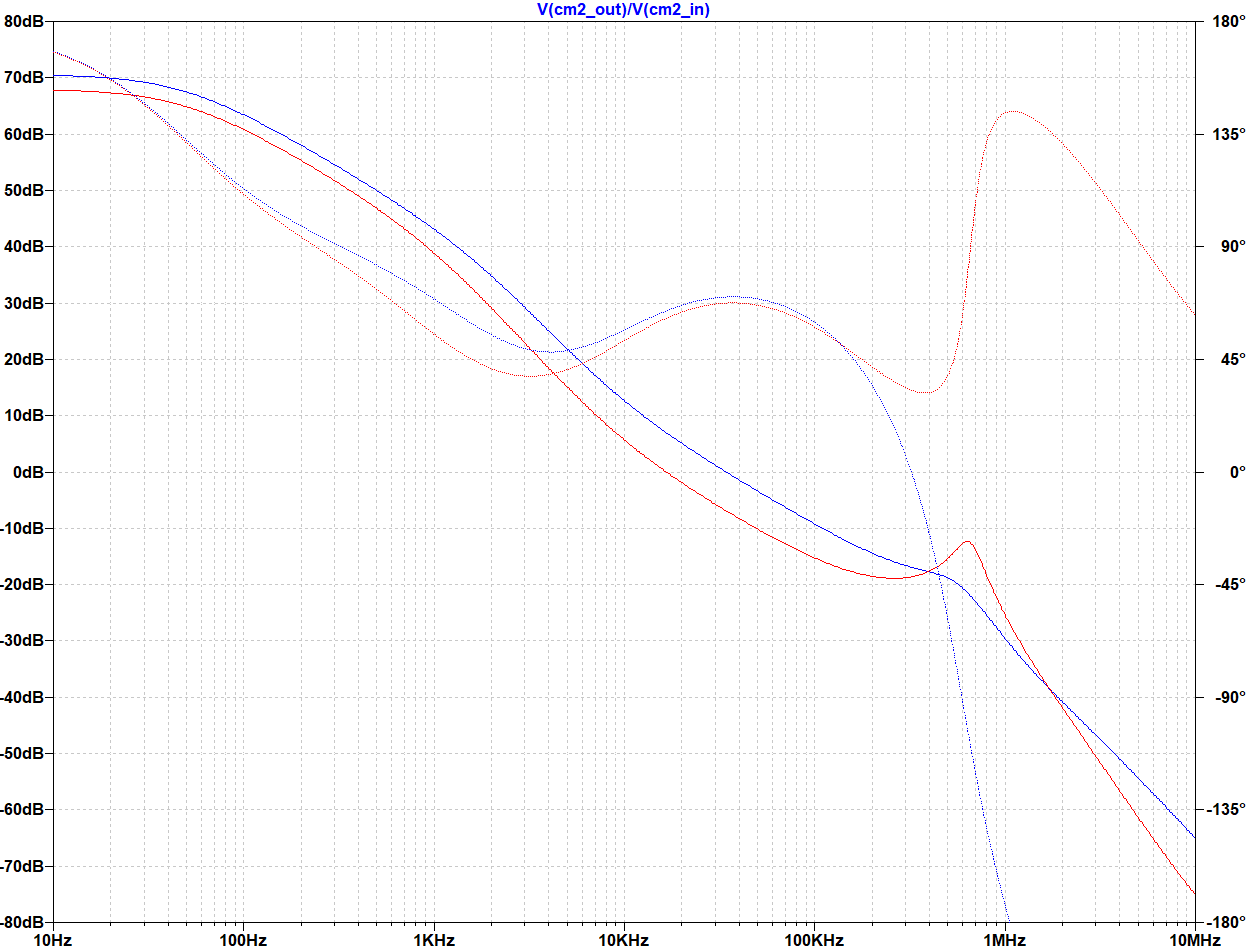 V(cm2_out)/V(cm2_in)
80dB 180°
70dB
60dB 135°
50dB
40dB 90°
30dB
20dB 45°
10dB
0dB 0°
-10dB
-20dB -45°
-30dB
-40dB -90°
-50dB
-60dB -135°
-70dB
-80dB -180°
10Hz 100Hz 1KHz 10KHz 100KHz 1MHz 10MHz